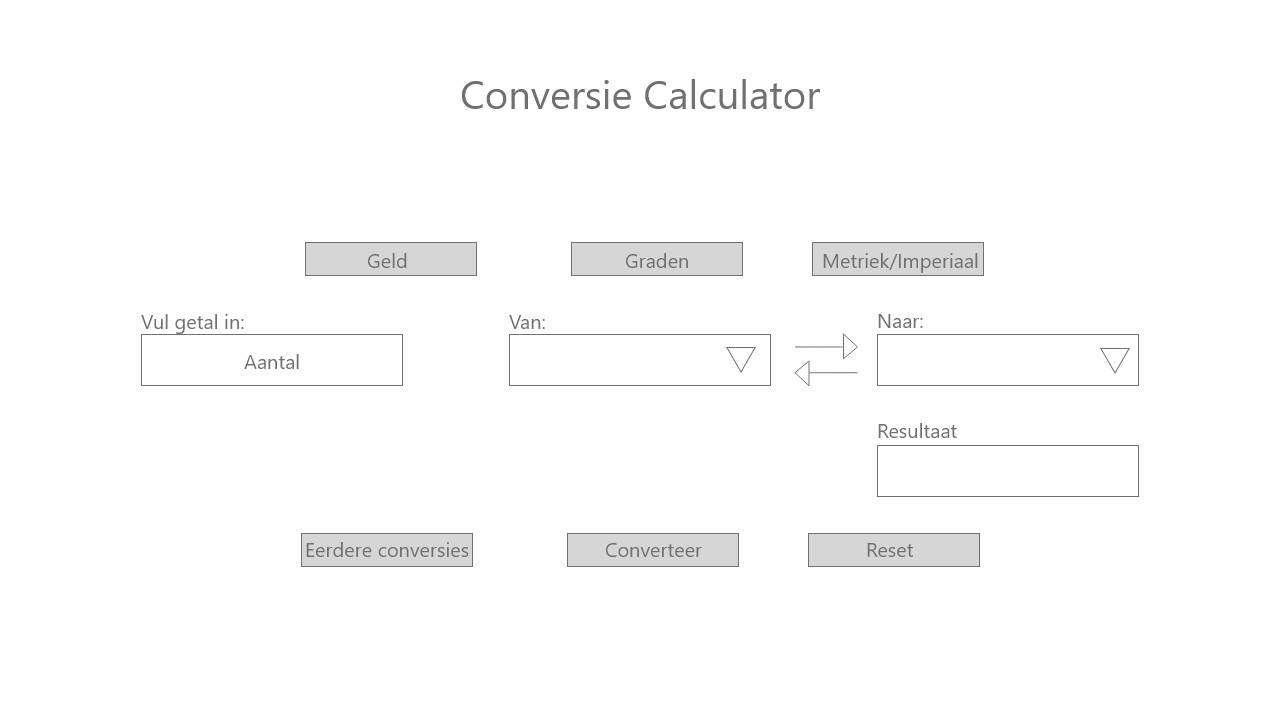 Conversie Calculator
Geld
Graden
Metriek/Imperiaal
Vul getal in:
Van:
Naar:
Aantal
Resultaat
Eerdere conversies
Converteer
Reset